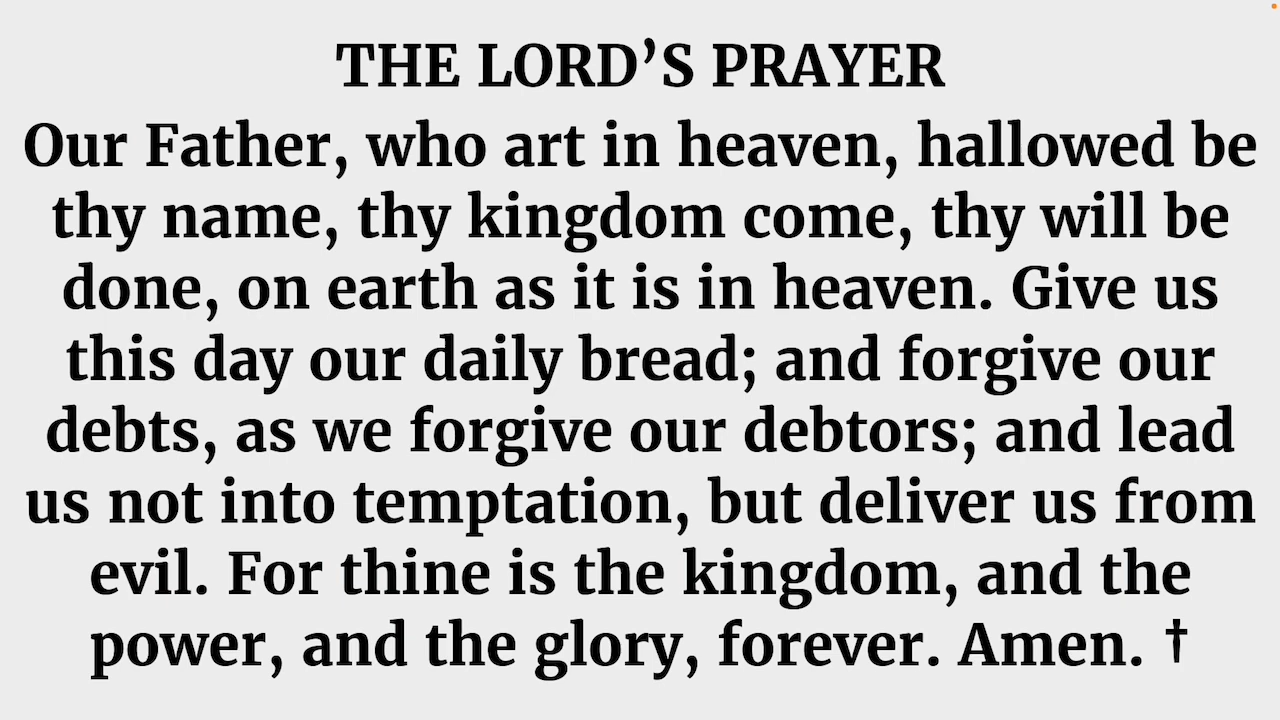 THE LORD’S PRAYER
Our Father, who art in heaven, hallowed be
thy name, thy kingdom come, thy will be
done, on earth as it is in heaven. Give us
this day our daily bread; and forgive our
debts, as we forgive our debtors; and lead
us not into temptation, but deliver us from
evil. For thine is the kingdom, and the
power, and the glory, forever. Amen. †